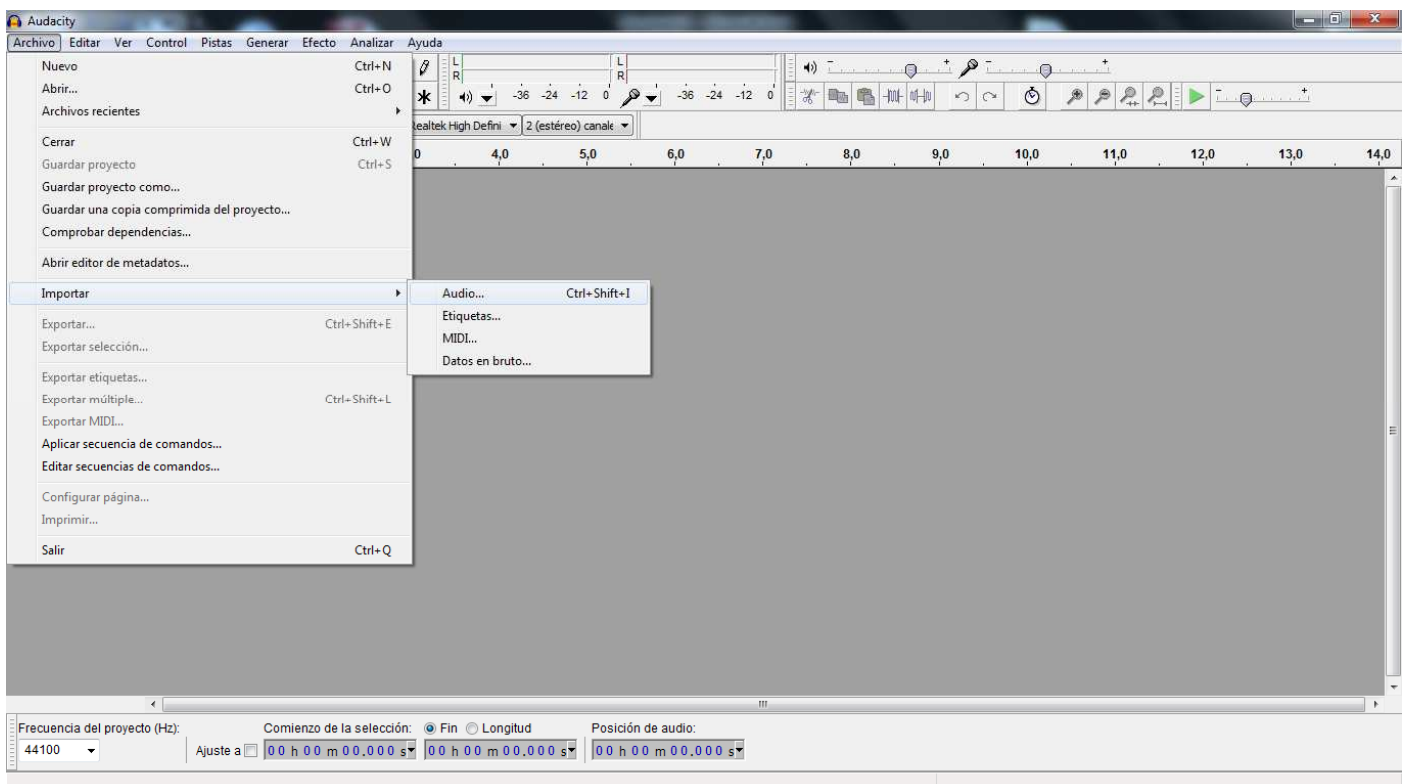 Audacity
Archivo Editar Ver Control Pistas Generar Efecto Analizar Ayuda
Nuevo Ctrl+N
Abrir... Ctrl+O
Archivos recientes
Cerrar Ctrl+W
Guardar proyecto Ctrl+S
Guardar proyecto como...
Guardar una copia comprimida del proyecto...
Comprobar dependencias...
Abrir editor de metadatos...
Importar
Exportar... Ctrl+Shift+E
Exportar selección...
Exportar etiquetas...
Exportar múltiple... Ctrl+Shift+L
Exportar MIDI...
Aplicar secuencia de comandos...
Editar secuencias de comandos...
Configurar página...
Imprimir...
Salir Ctrl+Q
Audio... Ctrl+Shift+I
Etiquetas...
MIDI...
Datos en bruto...
L L
R R
-36 -24 -12 0 -36 -24 -12 0
High Defini 2 (estéreo) canale
0 4,0 5,0 6,0 7,0 8,0 9,0 10,0 11,0 12,0 13,0 14,0
Frecuencia del proyecto (Hz): Comienzo de la selección: Fin Longitud Posición de audio:
44100 Ajuste a 00 h 00 m 00.000 s 00 h 00 m 00.000 s 00 h 00 m 00.000 s